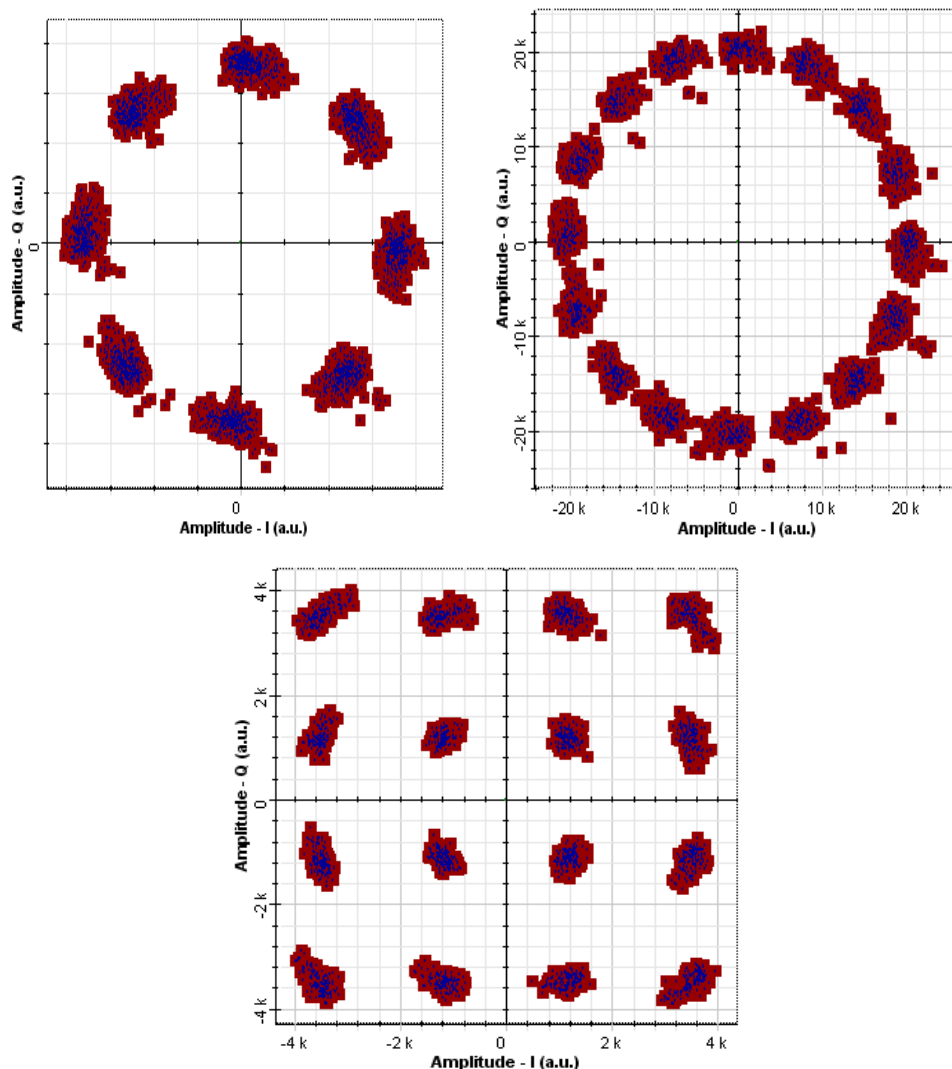 Amplitude - Q (a.u.)
0
0
Amplitude - I (a.u.)
Amplitude - Q (a.u.)
20 k
10 k
0
-10 k
-20 k
-20 k -10 k 0 10 k 20 k
Amplitude - I (a.u.)
Amplitude - Q (a.u.)
4 k
2 k
0
-2 k
-4 k
-4 k -2 k 0 2 k 4 k
Amplitude - I (a.u.)